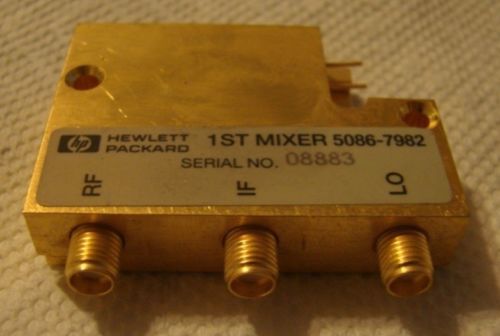 hp HEWLETT PACKARD 1ST MIXER 5086-7982
SERIAL NO. 08883
RF IF LO